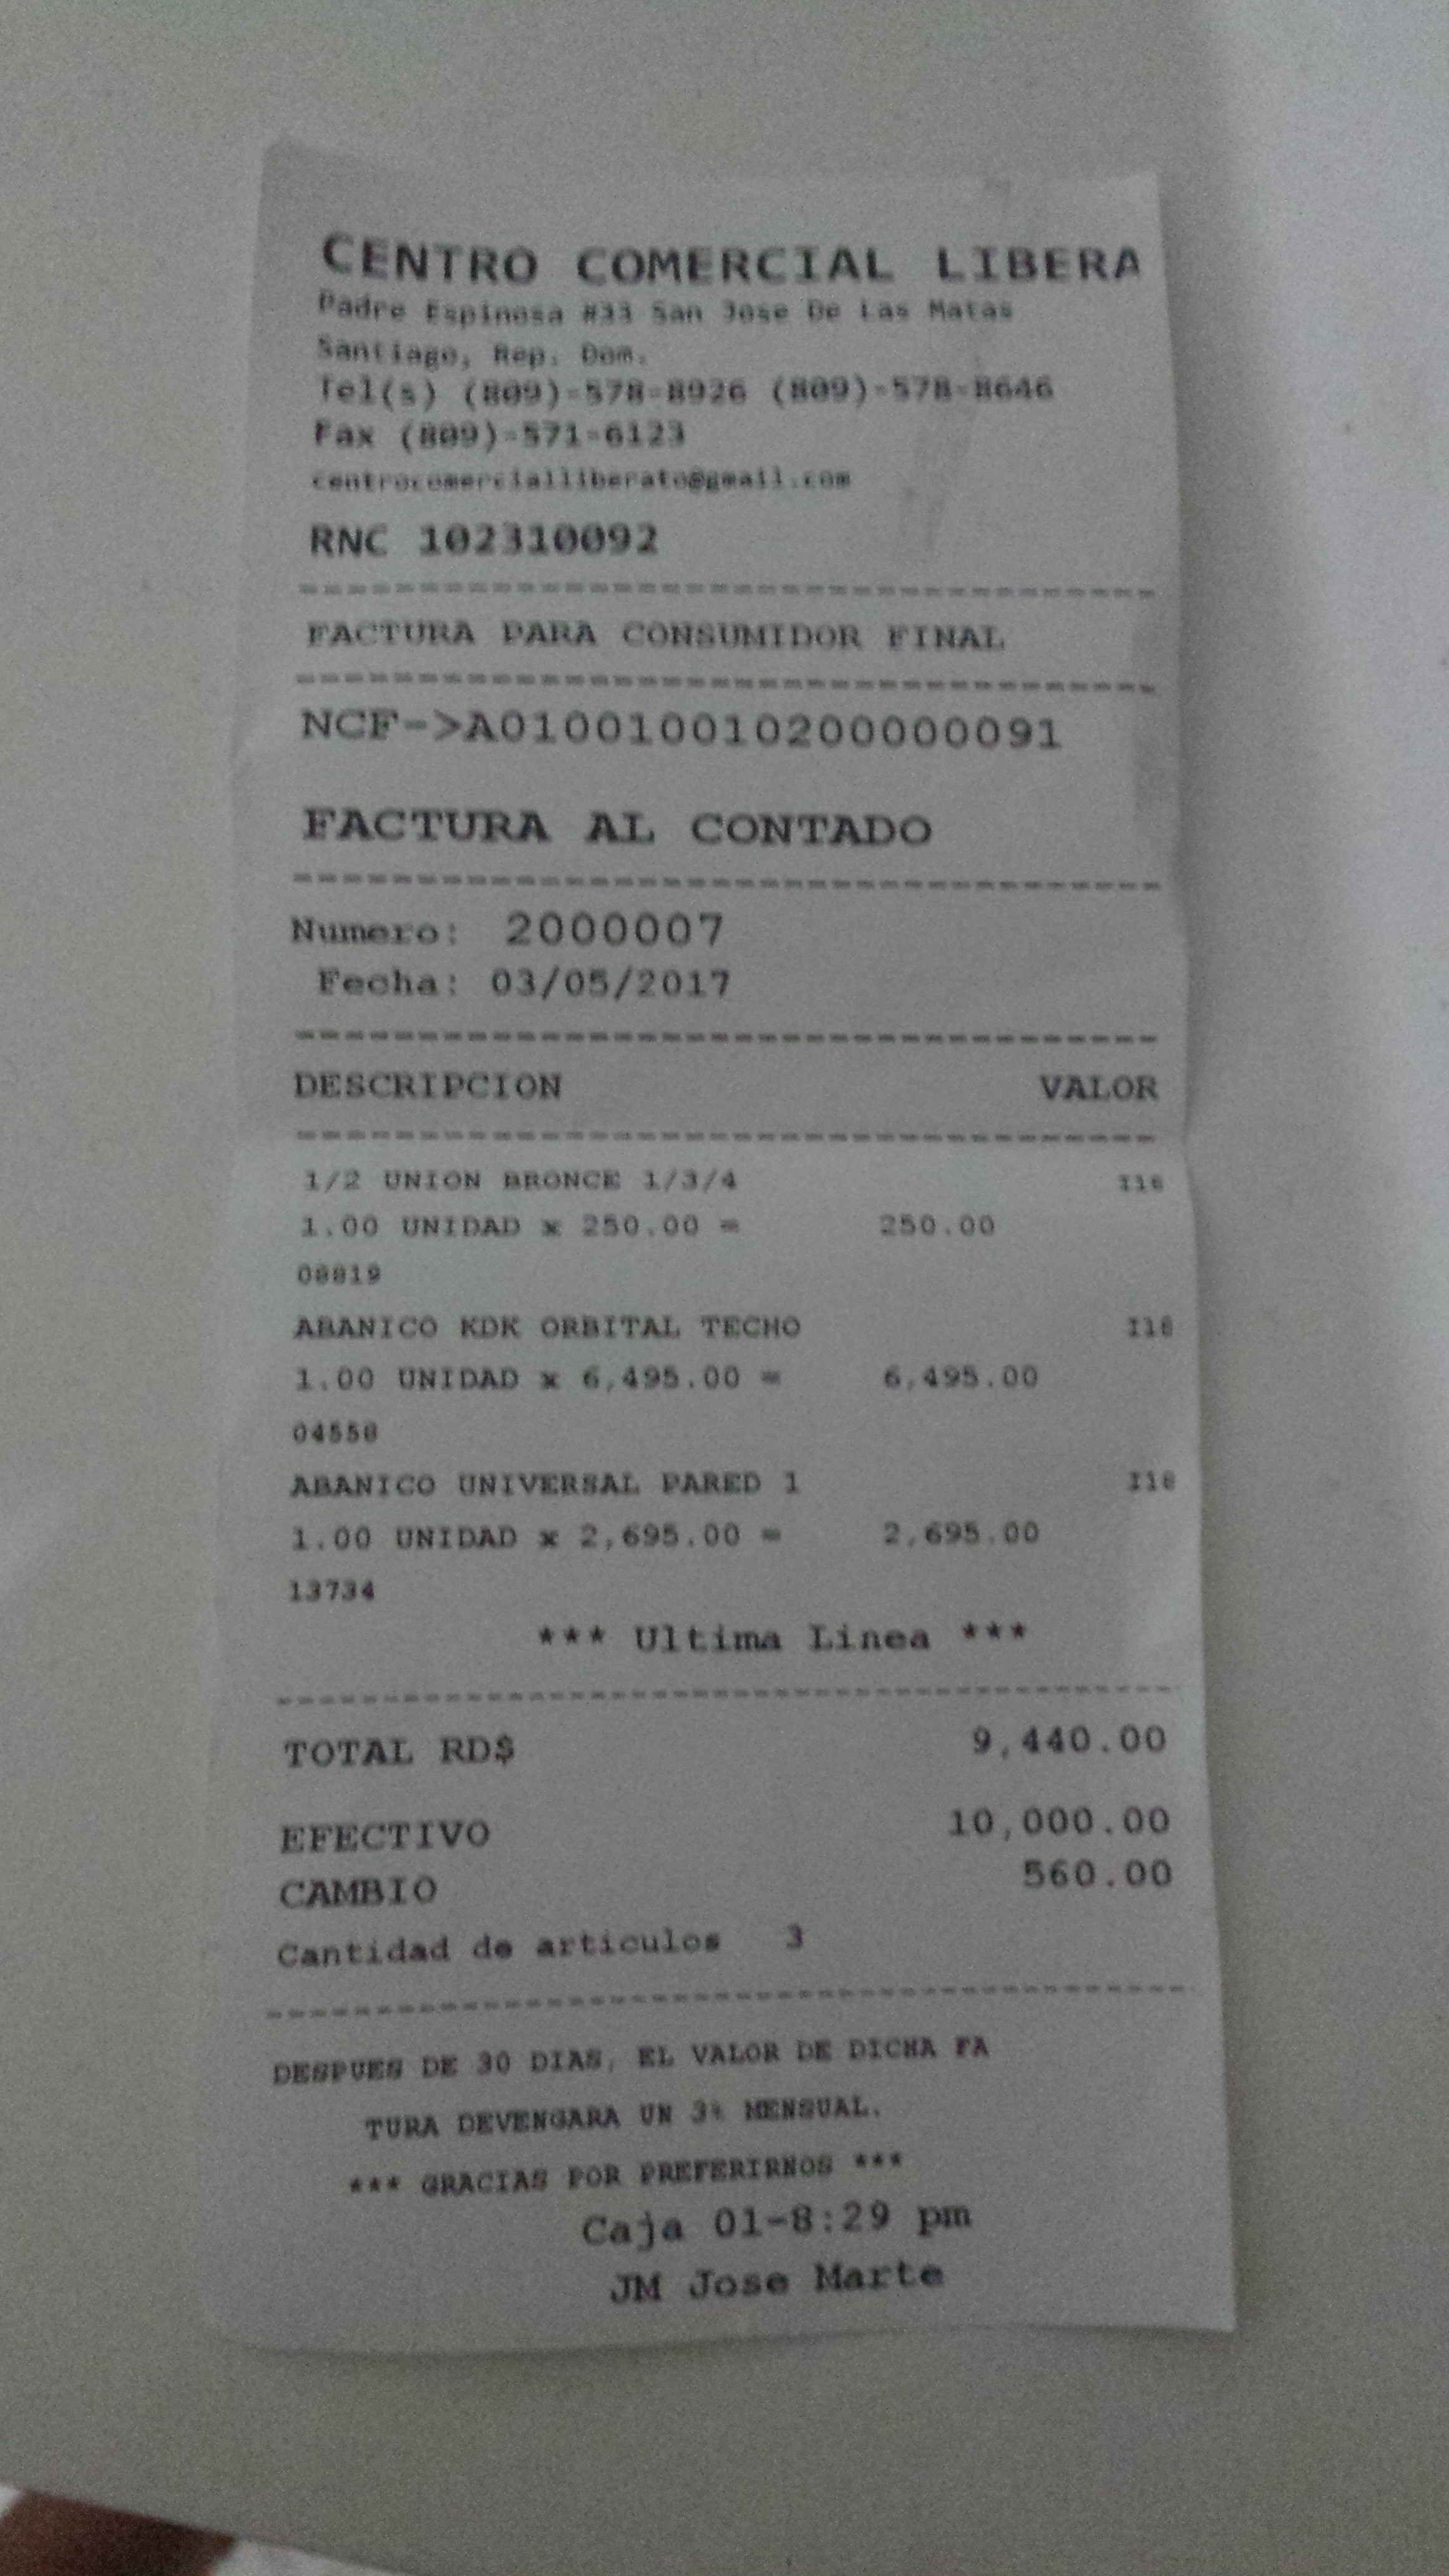 CENTRO COMERCIAL LIBERA
Padre Espinosa #33 San Jose De Las Matas
Santiago, Rep. Dom.
Tel(s) (809)-578-8926 (809)-578-8646
Fax (809)-571-6123
centrocomercialliberato@gmail.com
RNC 102310092
FACTURA PARA CONSUMIDOR FINAL
NCF->A010010010200000091
FACTURA AL CONTADO
Numero: 2000007
Fecha: 03/05/2017
DESCRIPCION VALOR
1/2 UNION BRONCE 1/3/4 I18
1.00 UNIDAD x 250.00 = 250.00
08819
ABANICO KDK ORBITAL TECHO I18
1.00 UNIDAD x 6,495.00 = 6,495.00
04558
ABANICO UNIVERSAL PARED 1 I18
1.00 UNIDAD x 2,695.00 = 2,695.00
13734
*** Ultima Linea ***
TOTAL RD$ 9,440.00
EFECTIVO 10,000.00
CAMBIO 560.00
Cantidad de articulos 3
DESPUES DE 30 DIAS, EL VALOR DE DICHA FA
TURA DEVENGARA UN 3% MENSUAL.
*** GRACIAS POR PREFERIRNOS ***
Caja 01-8:29 pm
JM Jose Marte